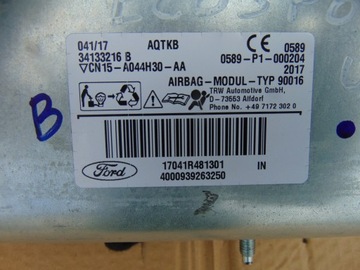 ECOSPO
041/17 AQTKB CE 0589
34133216 B 0589-P1-000204
CN15-A044H30-AA 2017
AIRBAG-MODUL-TYP 90016
TRW Automotive GmbH,
D-73553 Alfdorf
Phone No. +49 7172 302 0
B
Ford
17041R481301 IN
4000939263250